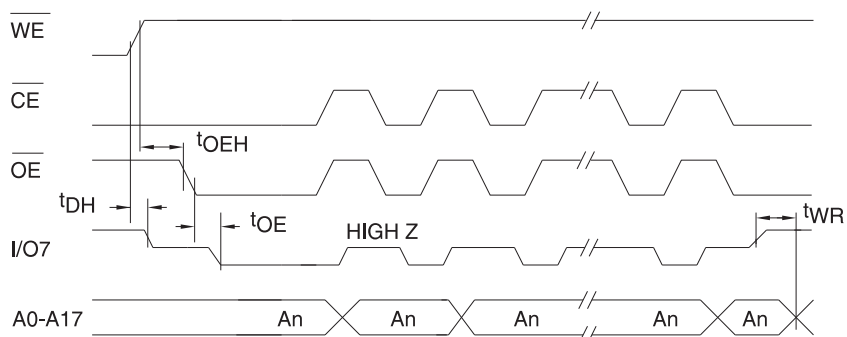 WE
CE
tOEH
OE
tDH
tOE
HIGH Z
tWR
I/O7
A0-A17 An An An An An